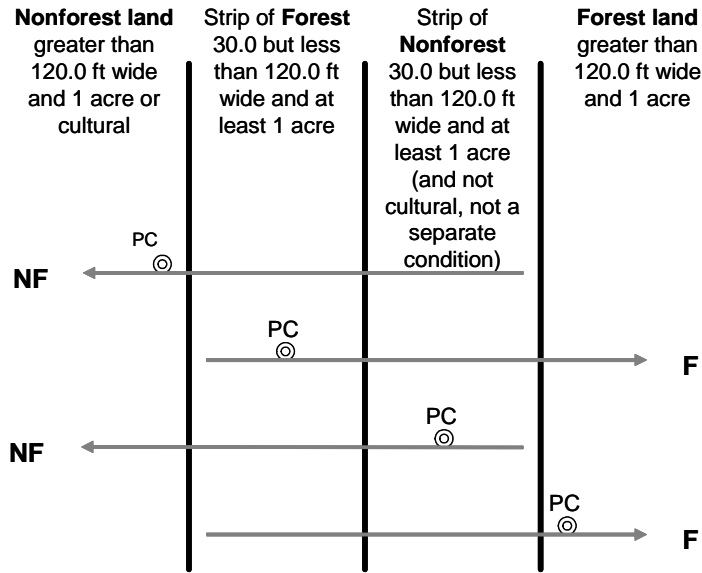 Nonforest land
greater than
120.0 ft wide
and 1 acre or
cultural
Strip of Forest
30.0 but less
than 120.0 ft
wide and at
least 1 acre
Strip of
Nonforest
30.0 but less
than 120.0 ft
wide and at
least 1 acre
(and not
cultural, not a
separate
condition)
Forest land
greater than
120.0 ft wide
and 1 acre
PC
NF
PC
F
PC
NF
PC
F